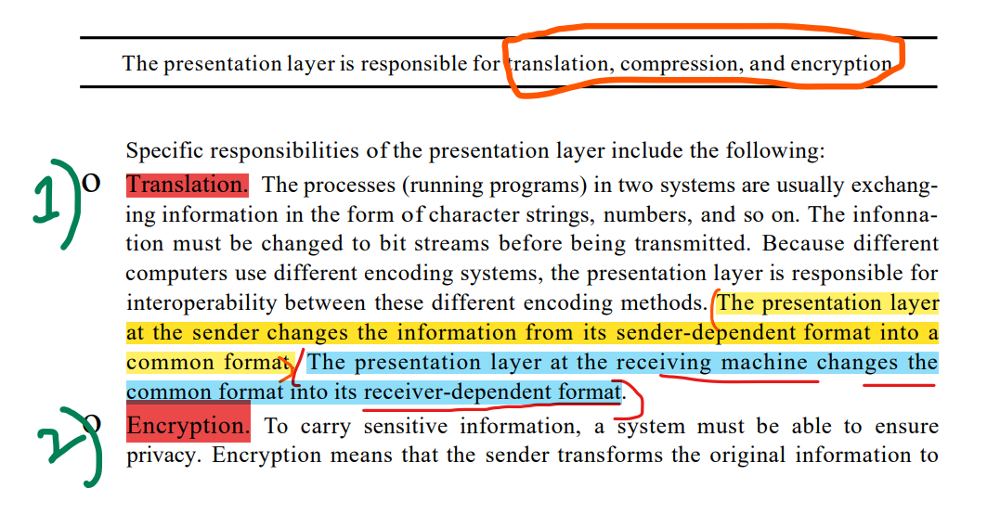 The presentation layer is responsible for translation, compression, and encryption
Specific responsibilities of the presentation layer include the following:
1) O Translation. The processes (running programs) in two systems are usually exchang-
ing information in the form of character strings, numbers, and so on. The infonna-
tion must be changed to bit streams before being transmitted. Because different
computers use different encoding systems, the presentation layer is responsible for
interoperability between these different encoding methods. The presentation layer
at the sender changes the information from its sender-dependent format into a
common format. The presentation layer at the receiving machine changes the
common format into its receiver-dependent format.
2) O Encryption. To carry sensitive information, a system must be able to ensure
privacy. Encryption means that the sender transforms the original information to